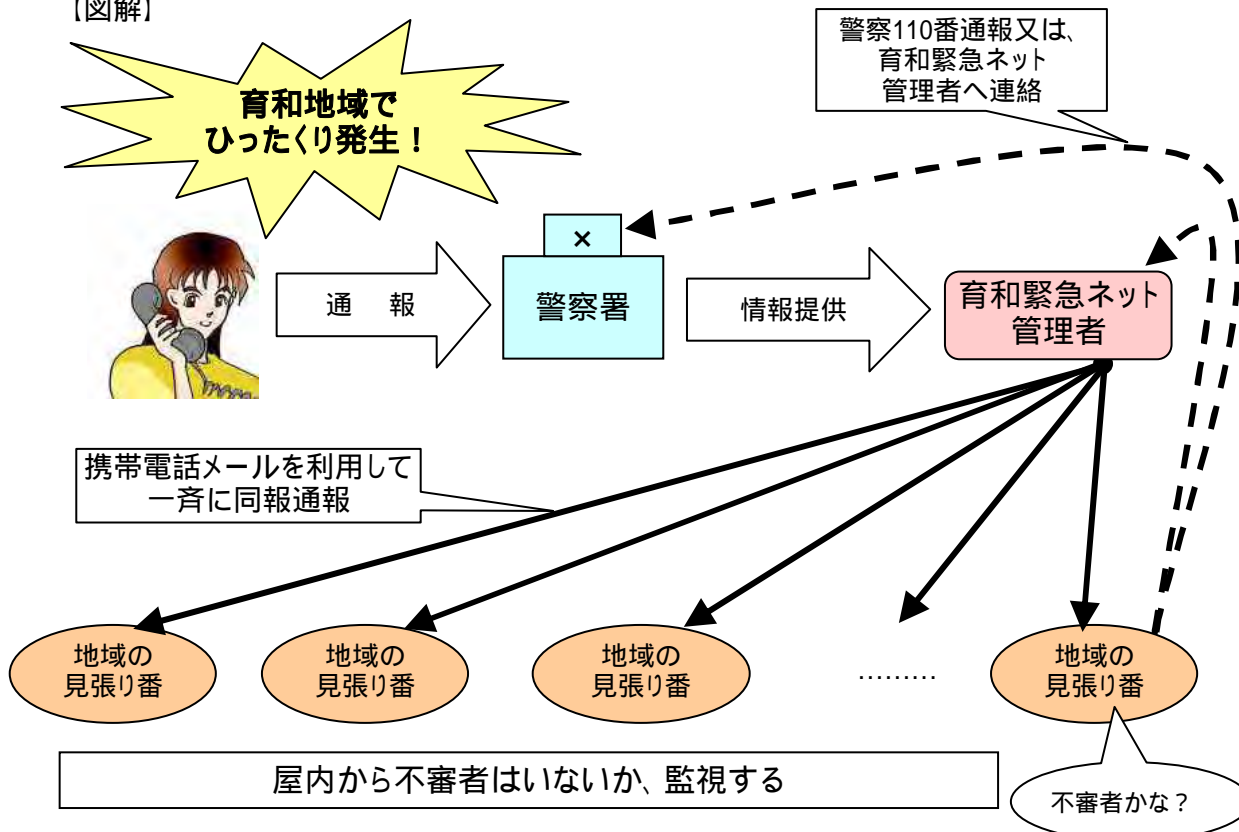 【図解】
警察110番通報又は、
育和緊急ネット
管理者へ連絡
育和地域で
ひったくり発生！
×
通　報
警察署
情報提供
育和緊急ネット
管理者
携帯電話メールを利用して
一斉に同報通報
地域の
見張り番
地域の
見張り番
地域の
見張り番
………
地域の
見張り番
屋内から不審者はいないか、監視する
不審者かな？